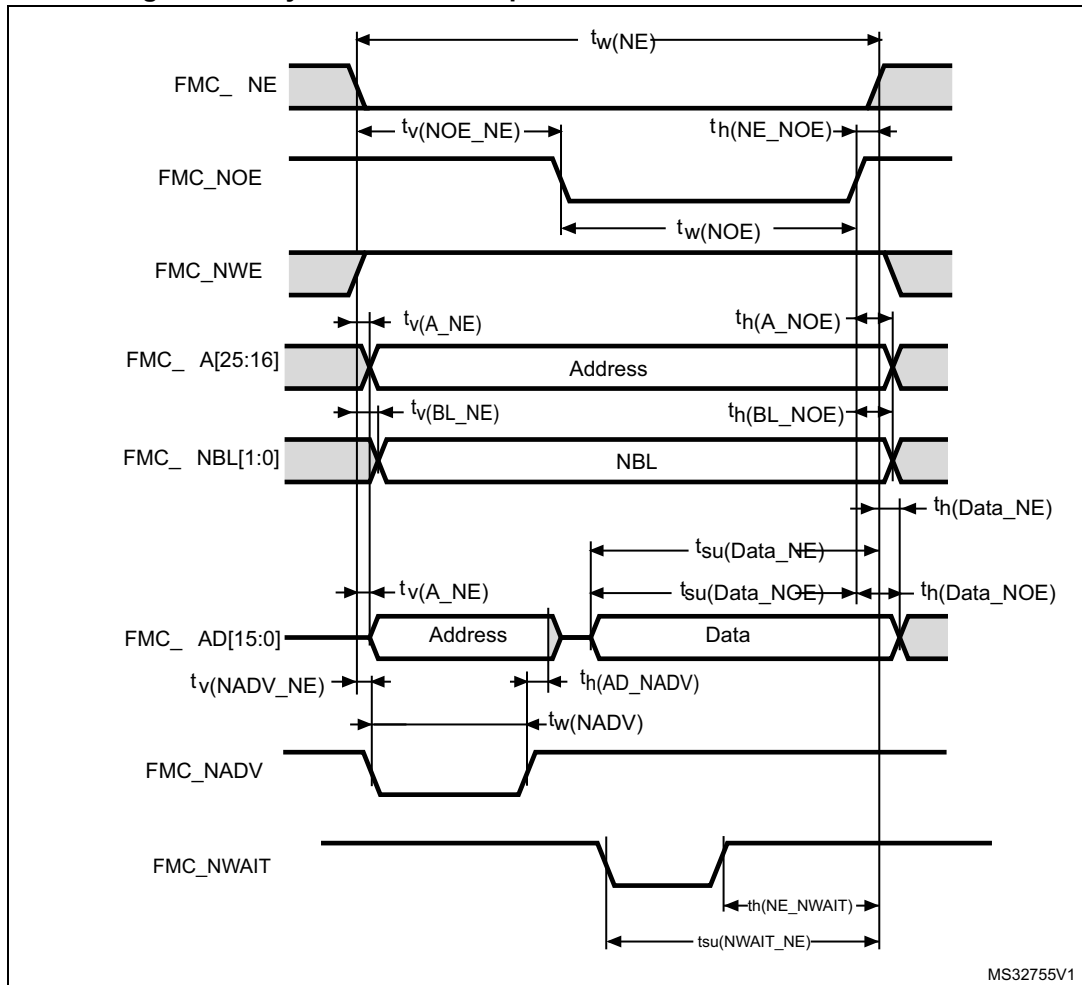 tw(NE)
FMC_ NE
tv(NOE_NE)
th(NE_NOE)
FMC_NOE
tw(NOE)
FMC_NWE
tv(A_NE)
th(A_NOE)
FMC_ A[25:16]
Address
tv(BL_NE)
th(BL_NOE)
FMC_ NBL[1:0]
NBL
th(Data_NE)
tsu(Data_NE)
tv(A_NE)
tsu(Data_NOE)
th(Data_NOE)
FMC_ AD[15:0]
Address
Data
tv(NADV_NE)
th(AD_NADV)
tw(NADV)
FMC_NADV
FMC_NWAIT
th(NE_NWAIT)
tsu(NWAIT_NE)
MS32755V1